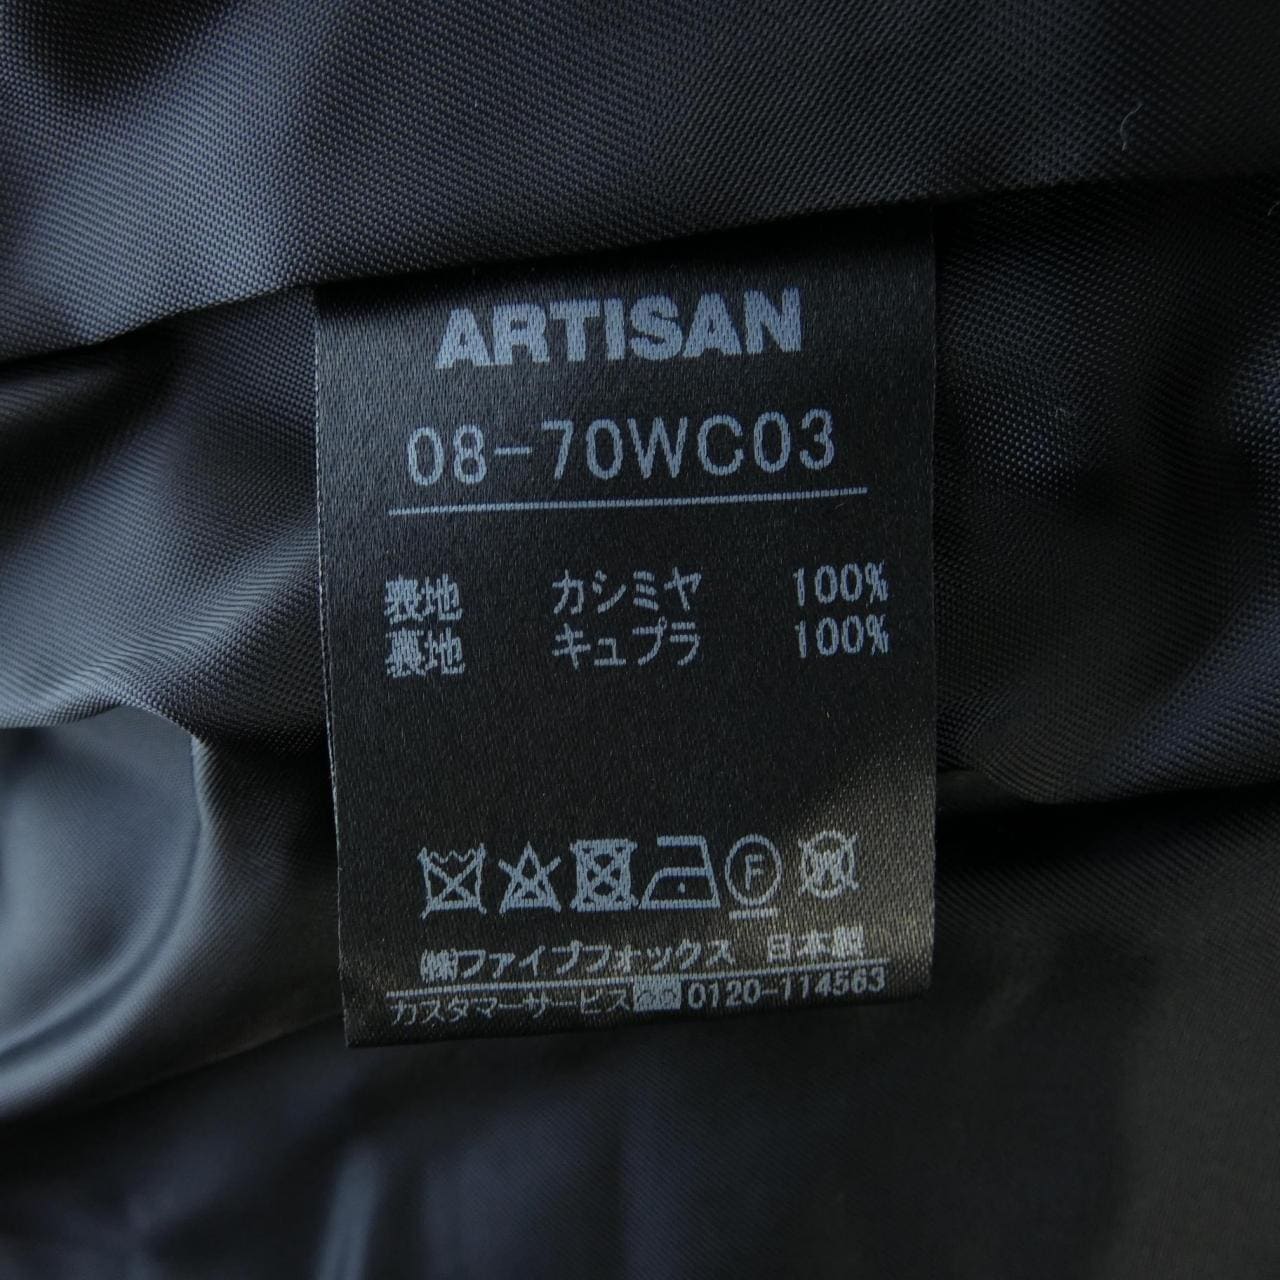 ARTISAN
08-70WC03
表地 カシミヤ 100%
裏地 キュプラ 100%
F
W
㈱ファイブフォックス 日本製
カスタマーサービス 0120-114563